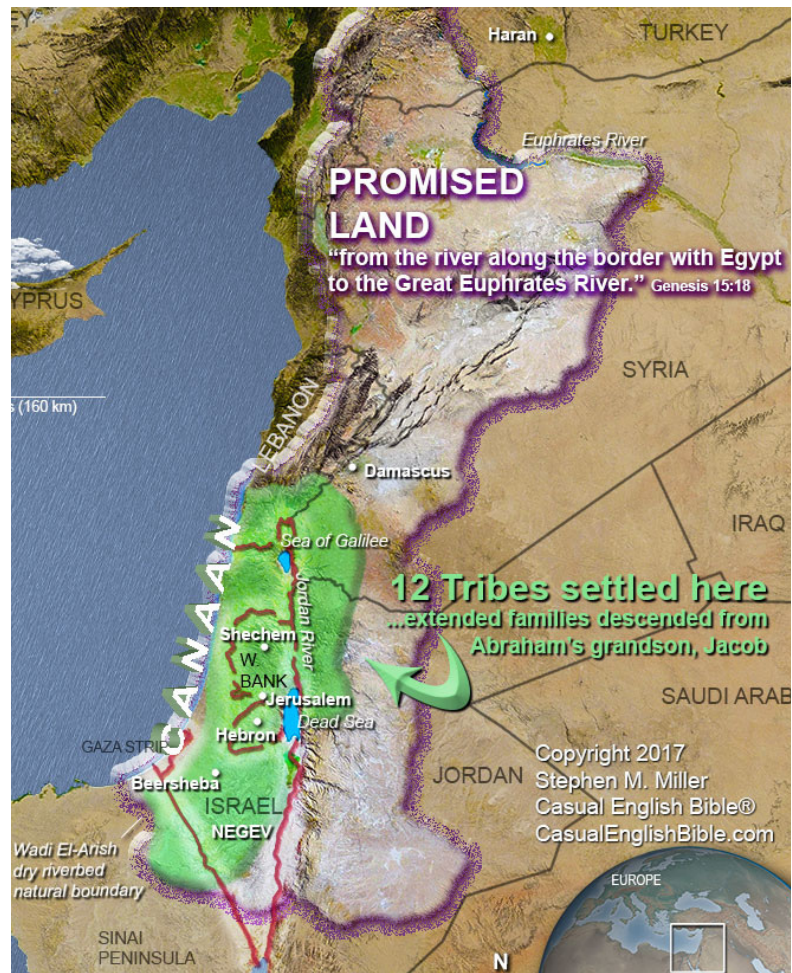 EY
Haran
TURKEY
Euphrates River
PROMISED
LAND
“from the river along the border with Egypt
to the Great Euphrates River.” Genesis 15:18
YPRUS
SYRIA
s (160 km)
LEBANON
Damascus
IRAQ
CANAAN
Sea of Galilee
12 Tribes settled here
...extended families descended from
Abraham's grandson, Jacob
Jordan River
Shechem
W.
BANK
Jerusalem
SAUDI ARAB
Dead Sea
Hebron
GAZA STRIP
Beersheba
JORDAN
ISRAEL
NEGEV
Copyright 2017
Stephen M. Miller
Casual English Bible®
CasualEnglishBible.com
Wadi El-Arish
dry riverbed
natural boundary
EUROPE
SINAI
PENINSULA
N